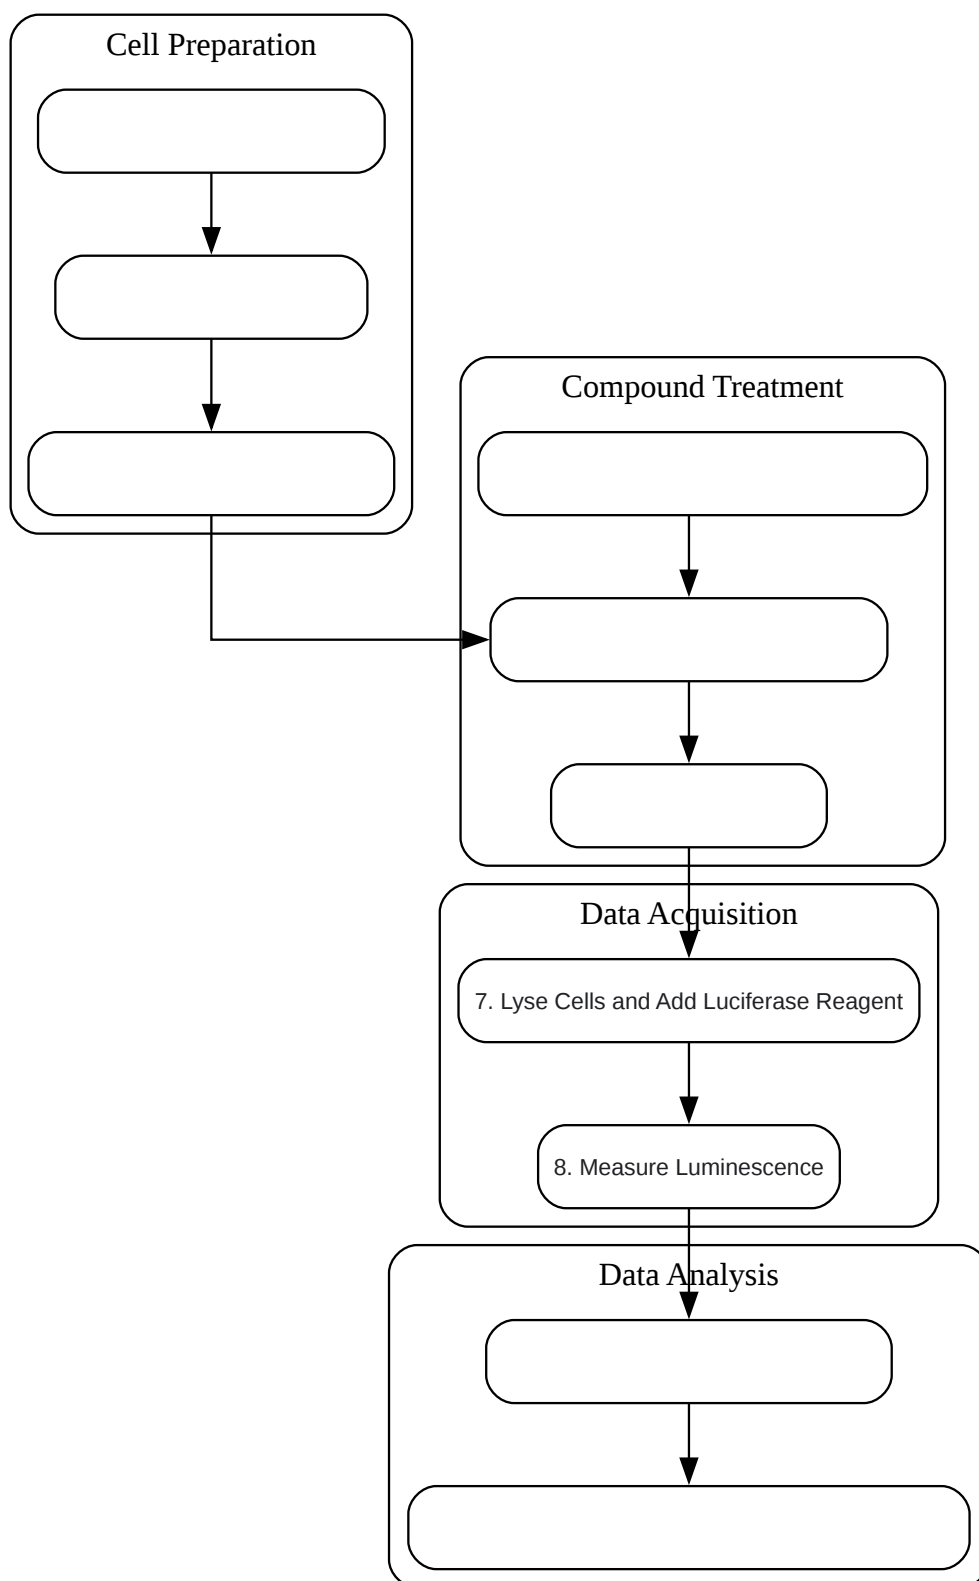 Cell Preparation
Compound Treatment
Data Acquisition
7. Lyse Cells and Add Luciferase Reagent
8. Measure Luminescence
Data Analysis